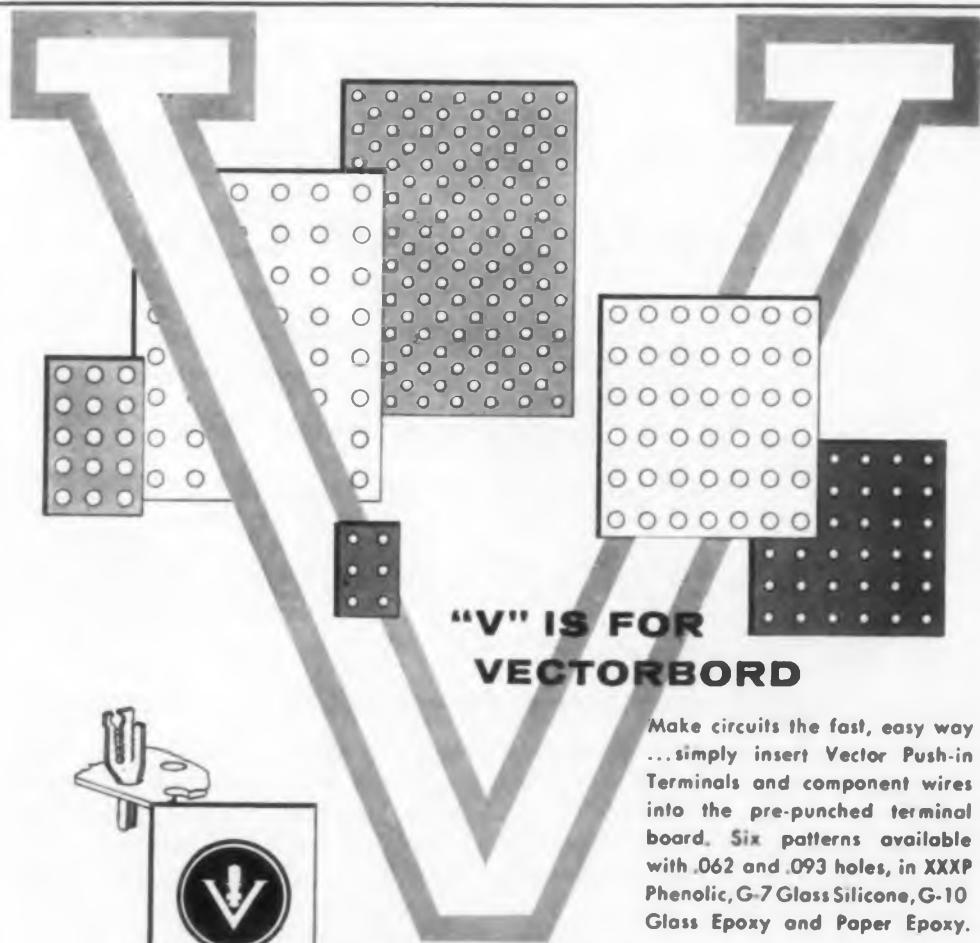 "V" IS FOR
VECTORBORD
Make circuits the fast, easy way
...simply insert Vector Push-in
Terminals and component wires
into the pre-punched terminal
board. Six patterns available
with .062 and .093 holes, in XXXP
Phenolic, G-7 Glass Silicone, G-10
Glass Epoxy and Paper Epoxy.
V